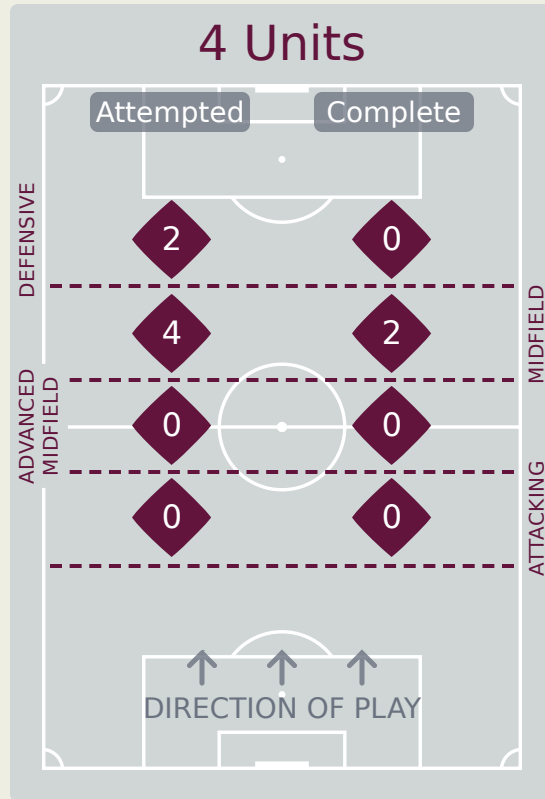 4 Units
Attempted
Complete
DEFENSIVE
2
0
MIDFIELD
4
2
ADVANCED
MIDFIELD
0
0
ATTACKING
0
0
DIRECTION OF PLAY